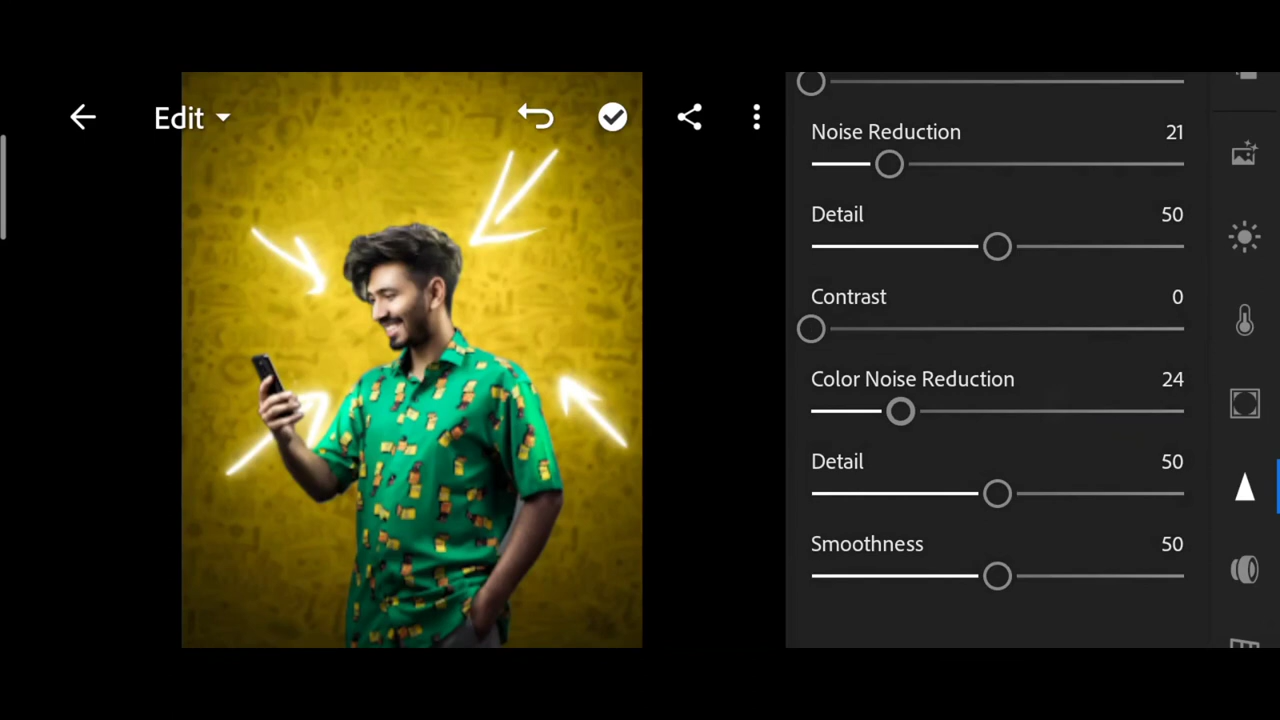 Edit
Noise Reduction 21
Detail 50
Contrast 0
Color Noise Reduction 24
Detail 50
Smoothness 50